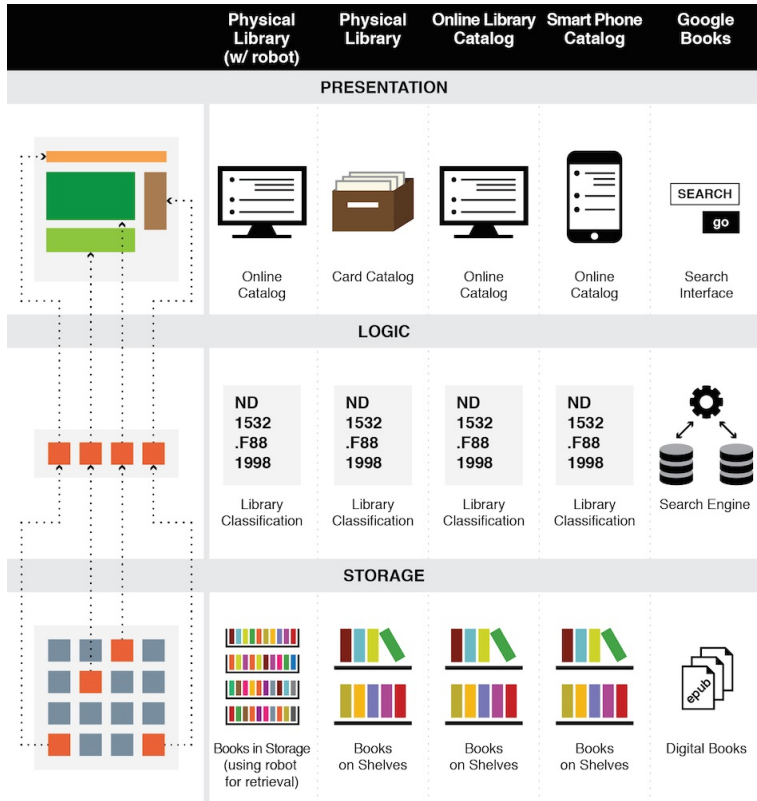 Physical
Library
(w/ robot)
Physical
Library
Online Library
Catalog
Smart Phone
Catalog
Google
Books
PRESENTATION
SEARCH
go
Online
Catalog
Card Catalog
Online
Catalog
Online
Catalog
Search
Interface
LOGIC
ND
1532
.F88
1998
ND
1532
.F88
1998
ND
1532
.F88
1998
ND
1532
.F88
1998
Library
Classification
Library
Classification
Library
Classification
Library
Classification
Search Engine
STORAGE
epub
Books in Storage
(using robot
for retrieval)
Books
on Shelves
Books
on Shelves
Books
on Shelves
Digital Books